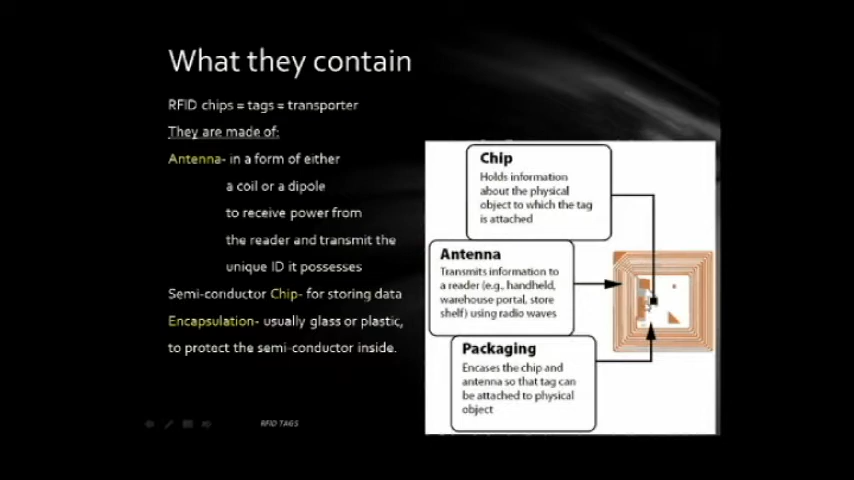 What they contain
RFID chips = tags = transporter
They are made of:
Antenna- in a form of either
a coil or a dipole
to receive power from
the reader and transmit the
unique ID it possesses
Semi-conductor Chip- for storing data
Encapsulation- usually glass or plastic,
to protect the semi-conductor inside.
Chip
Holds information
about the physical
object to which the tag
is attached
Antenna
Transmits information to
a reader (e.g., handheld,
warehouse portal, store
shelf) using radio waves
Packaging
Encases the chip and
antenna so that tag can
be attached to physical
object
RFID TAGS